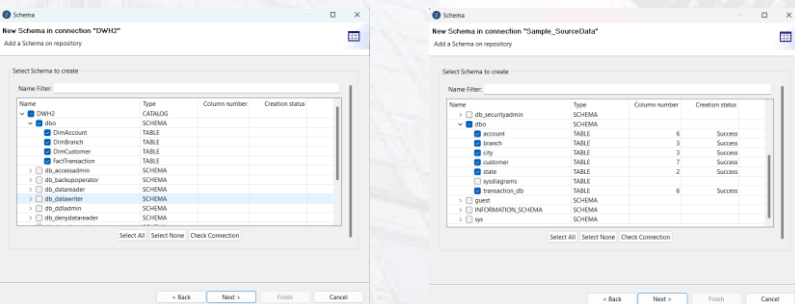 Schema
New Schema in connection "DWH2"
Add a Schema on repository
Select Schema to create
Name Filter:
Name Type Column number Creation status
DWH2 CATALOG
dbo SCHEMA
DimAccount TABLE
DimBranch TABLE
DimCustomer TABLE
FactTransaction TABLE
db_accessadmin SCHEMA
db_backupoperator SCHEMA
db_datareader SCHEMA
db_datawriter SCHEMA
db_ddladmin SCHEMA
db_denydatareader SCHEMA
Select All Select None Check Connection
< Back Next > Finish Cancel
Schema
New Schema in connection "Sample_SourceData"
Add a Schema on repository
Select Schema to create
Name Filter:
Name Type Column number Creation status
db_securityadmin SCHEMA
dbo SCHEMA
account TABLE 6 Success
branch TABLE 3 Success
city TABLE 3 Success
customer TABLE 7 Success
state TABLE 2 Success
sysdiagrams TABLE
transaction_db TABLE 6 Success
guest SCHEMA
INFORMATION_SCHEMA SCHEMA
sys SCHEMA
Select All Select None Check Connection
< Back Next > Finish Cancel